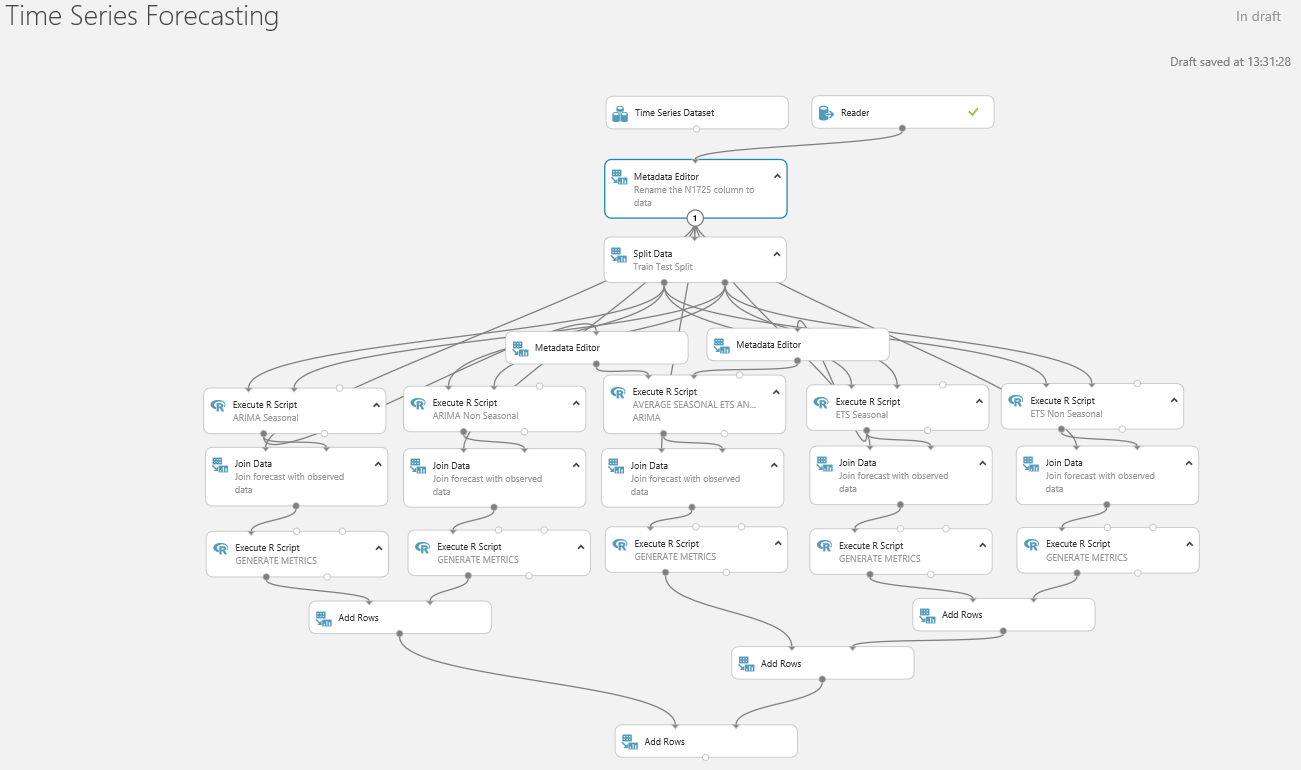 Time Series Forecasting
In draft
Draft saved at 13:31:28
Time Series Dataset
Reader
Metadata Editor
Rename the N1725 column to
data
1
Split Data
Train Test Split
Metadata Editor
Metadata Editor
Execute R Script
ARIMA Seasonal
Execute R Script
ARIMA Non Seasonal
Execute R Script
AVERAGE SEASONAL ETS AN...
ARIMA
Execute R Script
ETS Seasonal
Execute R Script
ETS Non Seasonal
Join Data
Join forecast with observed
data
Join Data
Join forecast with observed
data
Join Data
Join forecast with observed
data
Join Data
Join forecast with observed
data
Join Data
Join forecast with observed
data
Execute R Script
GENERATE METRICS
Execute R Script
GENERATE METRICS
Execute R Script
GENERATE METRICS
Execute R Script
GENERATE METRICS
Execute R Script
GENERATE METRICS
Add Rows
Add Rows
Add Rows
Add Rows